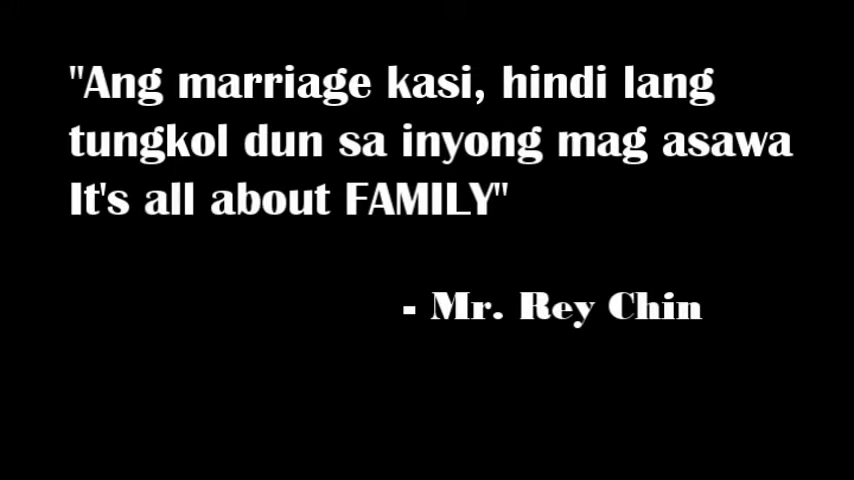 "Ang marriage kasi, hindi lang
tungkol dun sa inyong mag asawa
It's all about FAMILY"
- Mr. Rey Chin